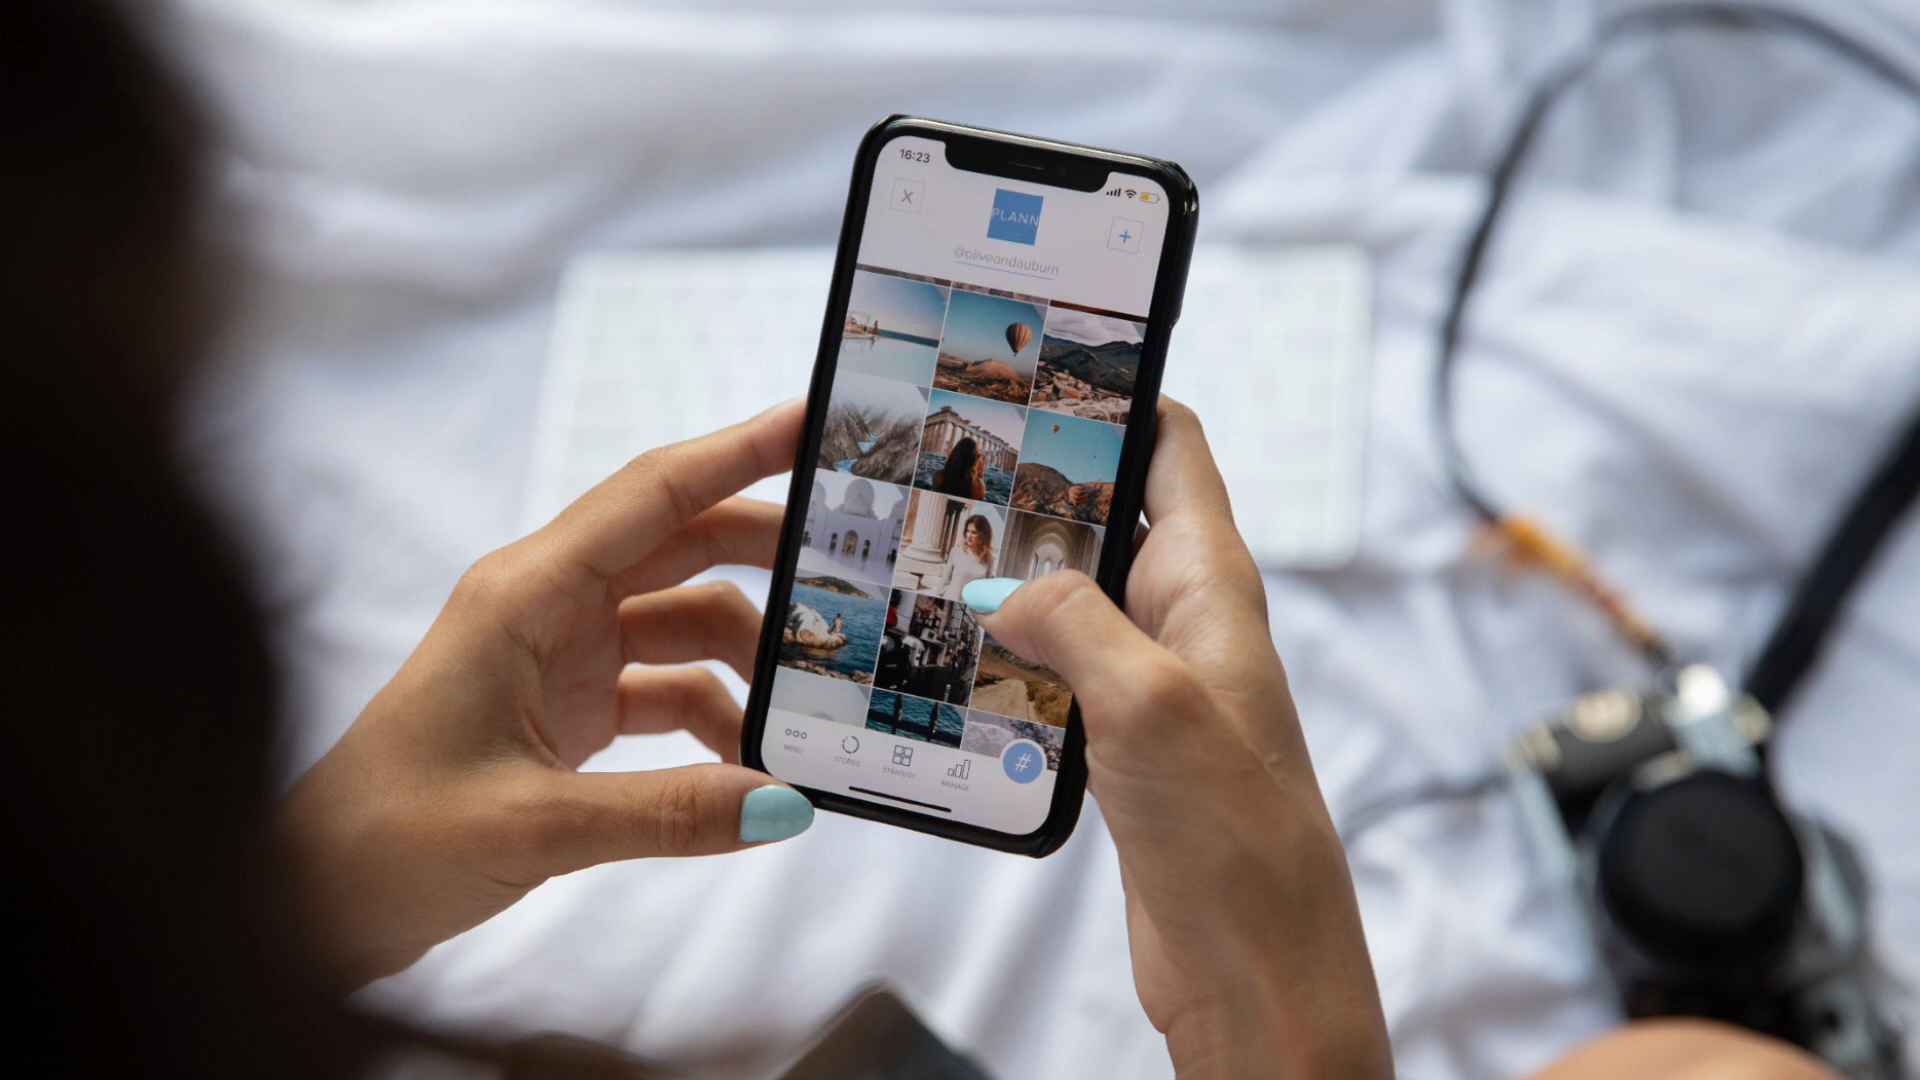 16:23
X
PLANN
+
@oliveandauburn
MENU
STORIES
STRATEGY
MANAGE
#